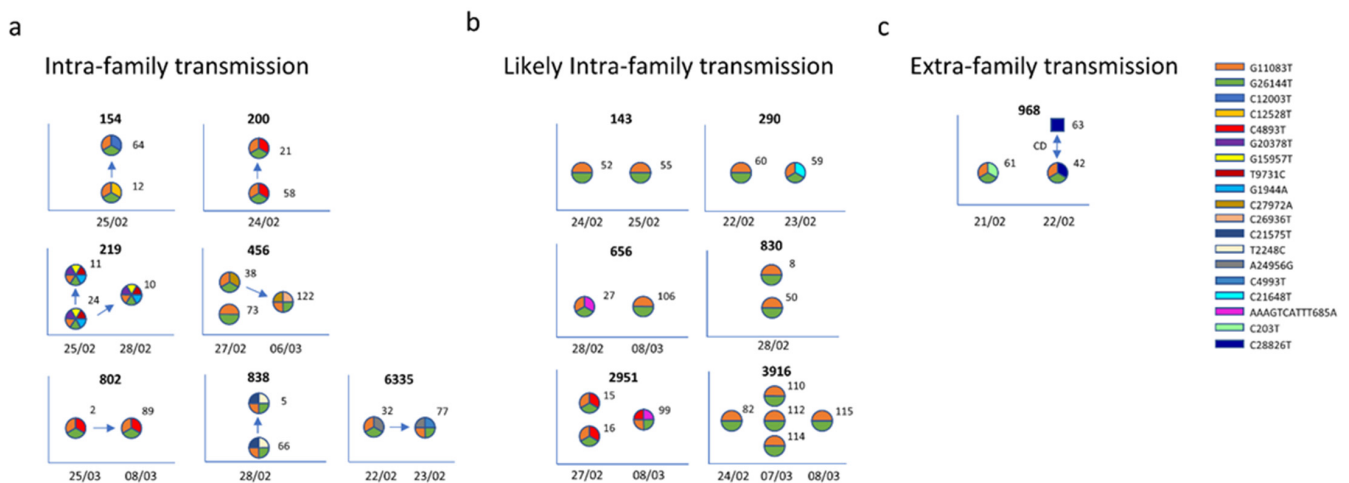 a
Intra-family transmission
154
64
12
25/02
200
21
58
24/02
219
11
24
10
25/02 28/02
456
38
73
122
27/02 06/03
802
2
89
25/03 08/03
838
5
66
28/02
6335
32
77
22/02 23/02
b
Likely Intra-family transmission
143
52
55
24/02 25/02
290
60
59
22/02 23/02
656
27
106
28/02 08/03
830
8
50
28/02
2951
15
16
99
27/02 08/03
3916
82
110
112
114
115
24/02 07/03 08/03
c
Extra-family transmission
968
63
CD
61
42
21/02 22/02
G11083T
G26144T
C12003T
C12528T
C4893T
G20378T
G15957T
T9731C
G1944A
C27972A
C26936T
C21575T
T2248C
A24956G
C4993T
C21648T
AAAGTCATTT685A
C203T
C28826T